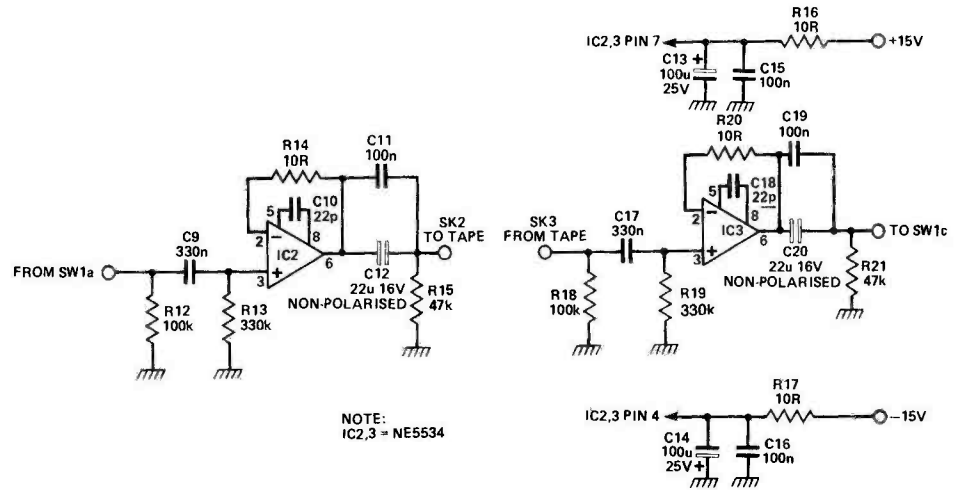 R16
10R
IC2,3 PIN 7
+15V
C13
100u
25V
+
C15
100n
R20
10R
C19
100n
C11
100n
R14
10R
C10
22p
5
8
2
−
IC2
6
+
3
C9
330n
FROM SW1a
R12
100k
R13
330k
C12
22u 16V
NON-POLARISED
SK2
TO TAPE
R15
47k
SK3
FROM TAPE
C17
330n
R18
100k
R19
330k
C18
22p
5
8
2
−
IC3
6
+
3
C20
22u 16V
NON-POLARISED
TO SW1c
R21
47k
NOTE:
IC2,3 = NE5534
R17
10R
IC2,3 PIN 4
−15V
C14
100u
25V
+
C16
100n